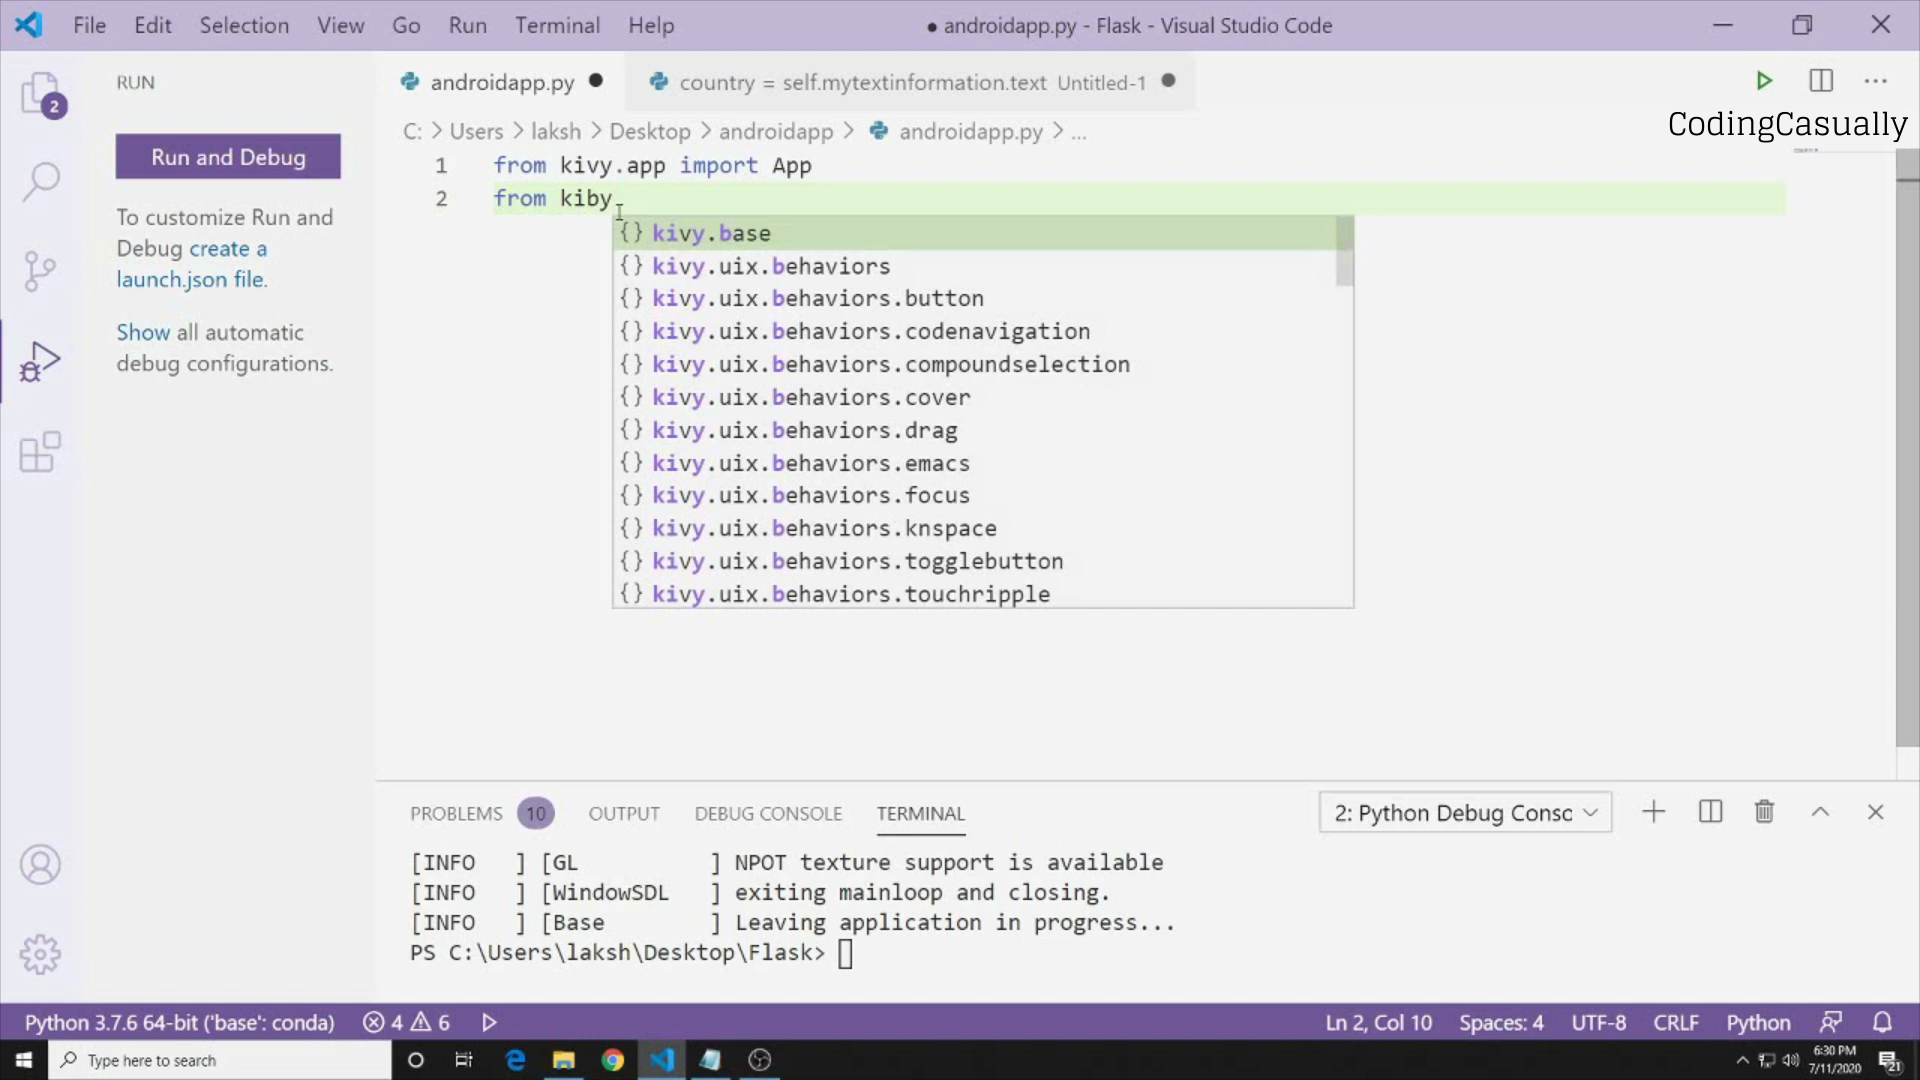 File Edit Selection View Go Run Terminal Help
● androidapp.py - Flask - Visual Studio Code
RUN
androidapp.py ●
country = self.mytextinformation.text Untitled-1 ●
CodingCasually
Run and Debug
C: > Users > laksh > Desktop > androidapp > androidapp.py > ...
To customize Run and
Debug create a
launch.json file.
Show all automatic
debug configurations.
2
1 from kivy.app import App
2 from kiby
{} kivy.base
{} kivy.uix.behaviors
{} kivy.uix.behaviors.button
{} kivy.uix.behaviors.codenavigation
{} kivy.uix.behaviors.compoundselection
{} kivy.uix.behaviors.cover
{} kivy.uix.behaviors.drag
{} kivy.uix.behaviors.emacs
{} kivy.uix.behaviors.focus
{} kivy.uix.behaviors.knspace
{} kivy.uix.behaviors.togglebutton
{} kivy.uix.behaviors.touchripple
PROBLEMS 10 OUTPUT DEBUG CONSOLE TERMINAL
2: Python Debug Consc
[INFO   ] [GL          ] NPOT texture support is available
[INFO   ] [WindowSDL   ] exiting mainloop and closing.
[INFO   ] [Base        ] Leaving application in progress...
PS C:\Users\laksh\Desktop\Flask>
Python 3.7.6 64-bit ('base': conda) 4 6
Ln 2, Col 10 Spaces: 4 UTF-8 CRLF Python
Type here to search
6:30 PM
7/11/2020
21